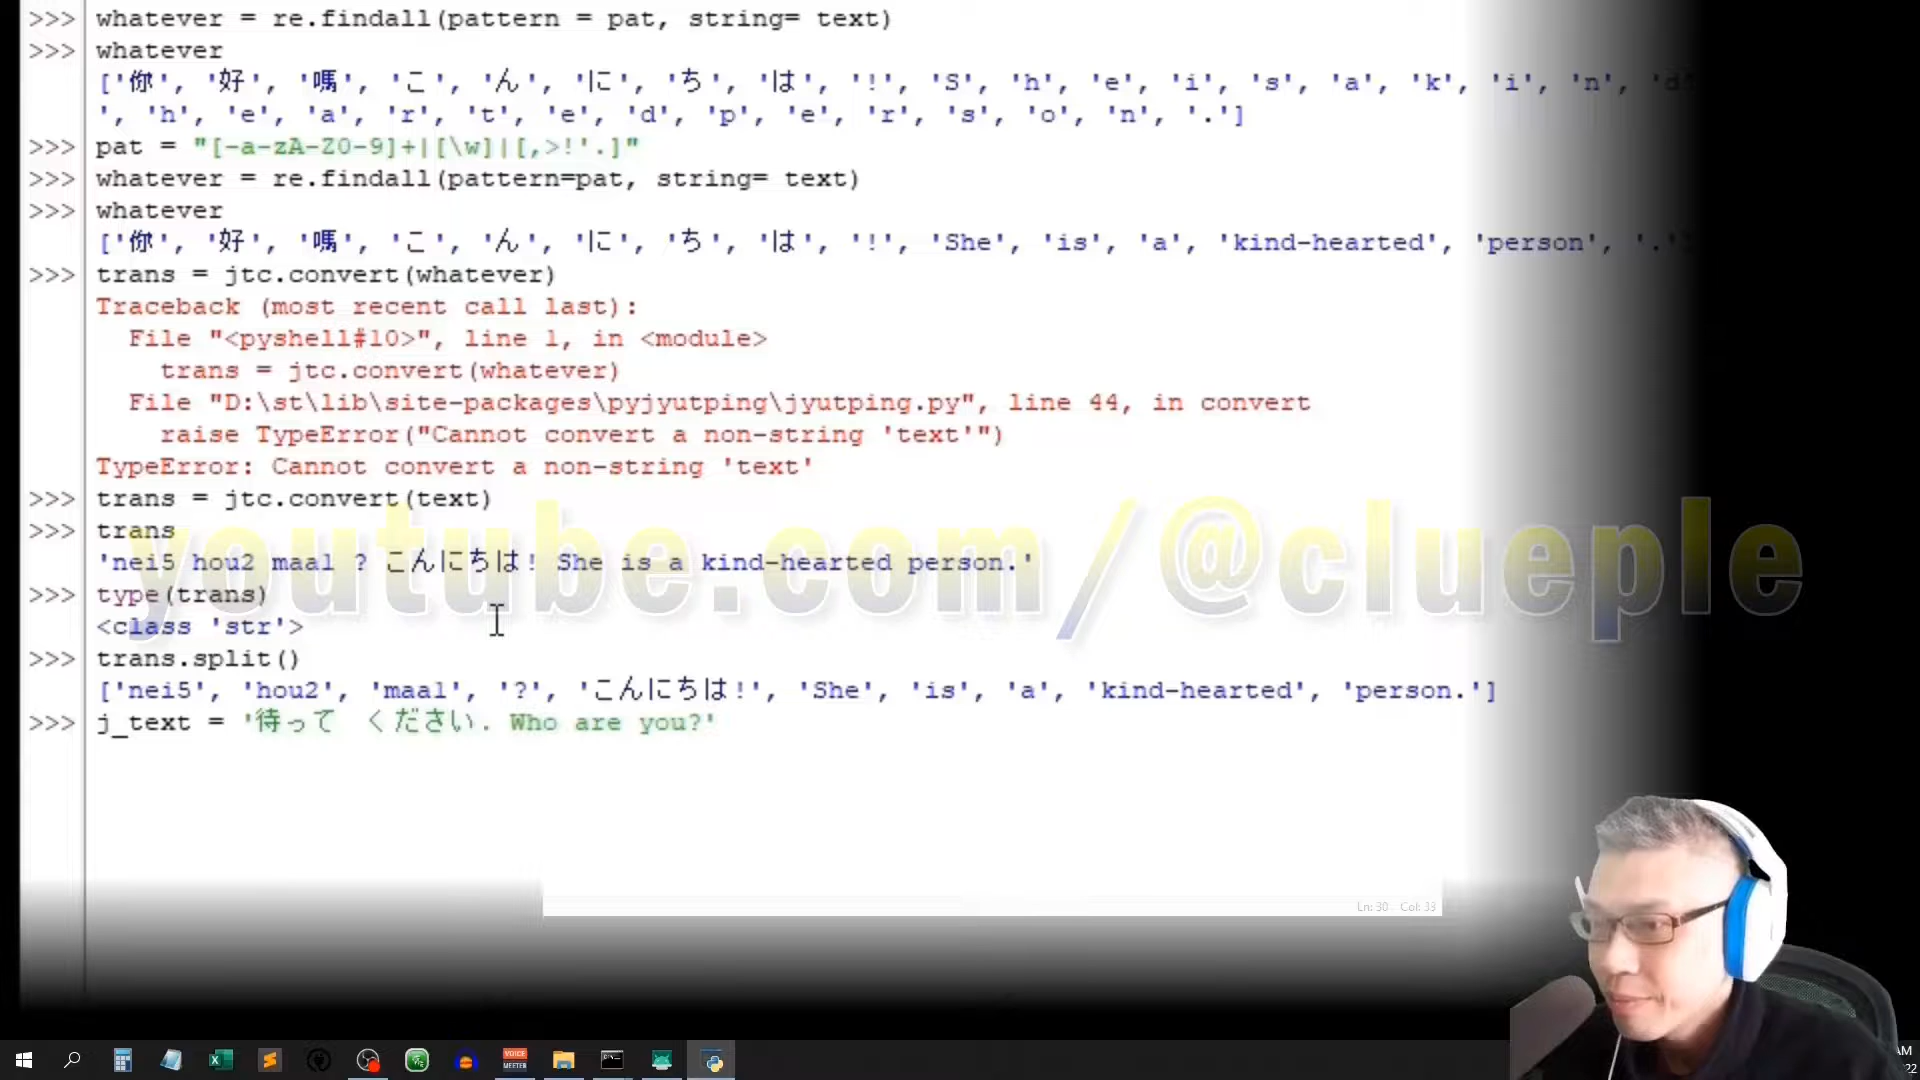 >>> whatever = re.findall(pattern = pat, string= text)
>>> whatever
['你', '好', '嗎', 'こ', 'ん', 'に', 'ち', 'は', '!', 'S', 'h', 'e', 'i', 's', 'a', 'k', 'i', 'n', 'd'
', 'h', 'e', 'a', 'r', 't', 'e', 'd', 'p', 'e', 'r', 's', 'o', 'n', '.']
>>> pat = "[-a-zA-Z0-9]+|[\w]|[,>!'.]"
>>> whatever = re.findall(pattern=pat, string= text)
>>> whatever
['你', '好', '嗎', 'こ', 'ん', 'に', 'ち', 'は', '!', 'She', 'is', 'a', 'kind-hearted', 'person', '.']
>>> trans = jtc.convert(whatever)
Traceback (most recent call last):
File "<pyshell#10>", line 1, in <module>
trans = jtc.convert(whatever)
File "D:\st\lib\site-packages\pyjyutping\jyutping.py", line 44, in convert
raise TypeError("Cannot convert a non-string 'text'")
TypeError: Cannot convert a non-string 'text'
>>> trans = jtc.convert(text)
>>> trans
'nei5 hou2 maa1 ? こんにちは! She is a kind-hearted person.'
>>> type(trans)
<class 'str'>
>>> trans.split()
['nei5', 'hou2', 'maa1', '?', 'こんにちは!', 'She', 'is', 'a', 'kind-hearted', 'person.']
>>> j_text = '待って ください. Who are you?'
youtube.com/@clueple
Ln: 30 Col: 33
VOICE
MEETER
AM
22